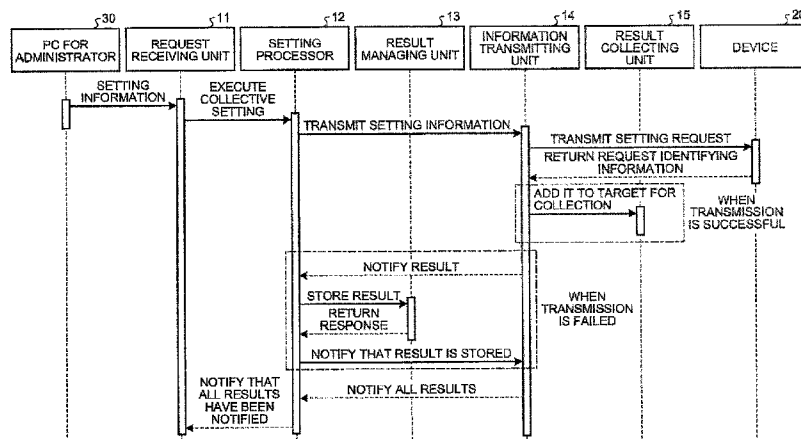 30
11
12
13
14
15
20
PC FOR
ADMINISTRATOR
REQUEST
RECEIVING UNIT
SETTING
PROCESSOR
RESULT
MANAGING UNIT
INFORMATION
TRANSMITTING
UNIT
RESULT
COLLECTING
UNIT
DEVICE
SETTING
INFORMATION
EXECUTE
COLLECTIVE
SETTING
TRANSMIT SETTING INFORMATION
TRANSMIT SETTING REQUEST
RETURN REQUEST IDENTIFYING
INFORMATION
ADD IT TO TARGET FOR
COLLECTION
WHEN
TRANSMISSION
IS SUCCESSFUL
NOTIFY RESULT
STORE RESULT
RETURN
RESPONSE
WHEN
TRANSMISSION
IS FAILED
NOTIFY THAT RESULT IS STORED
NOTIFY ALL RESULTS
NOTIFY THAT
ALL RESULTS
HAVE BEEN
NOTIFIED